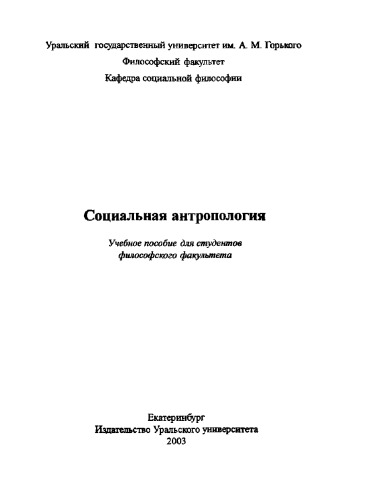 Уральский государственный университет им. А. М. Горького
Философский факультет
Кафедра социальной философии
Социальная антропология
Учебное пособие для студентов
философского факультета
Екатеринбург
Издательство Уральского университета
2003